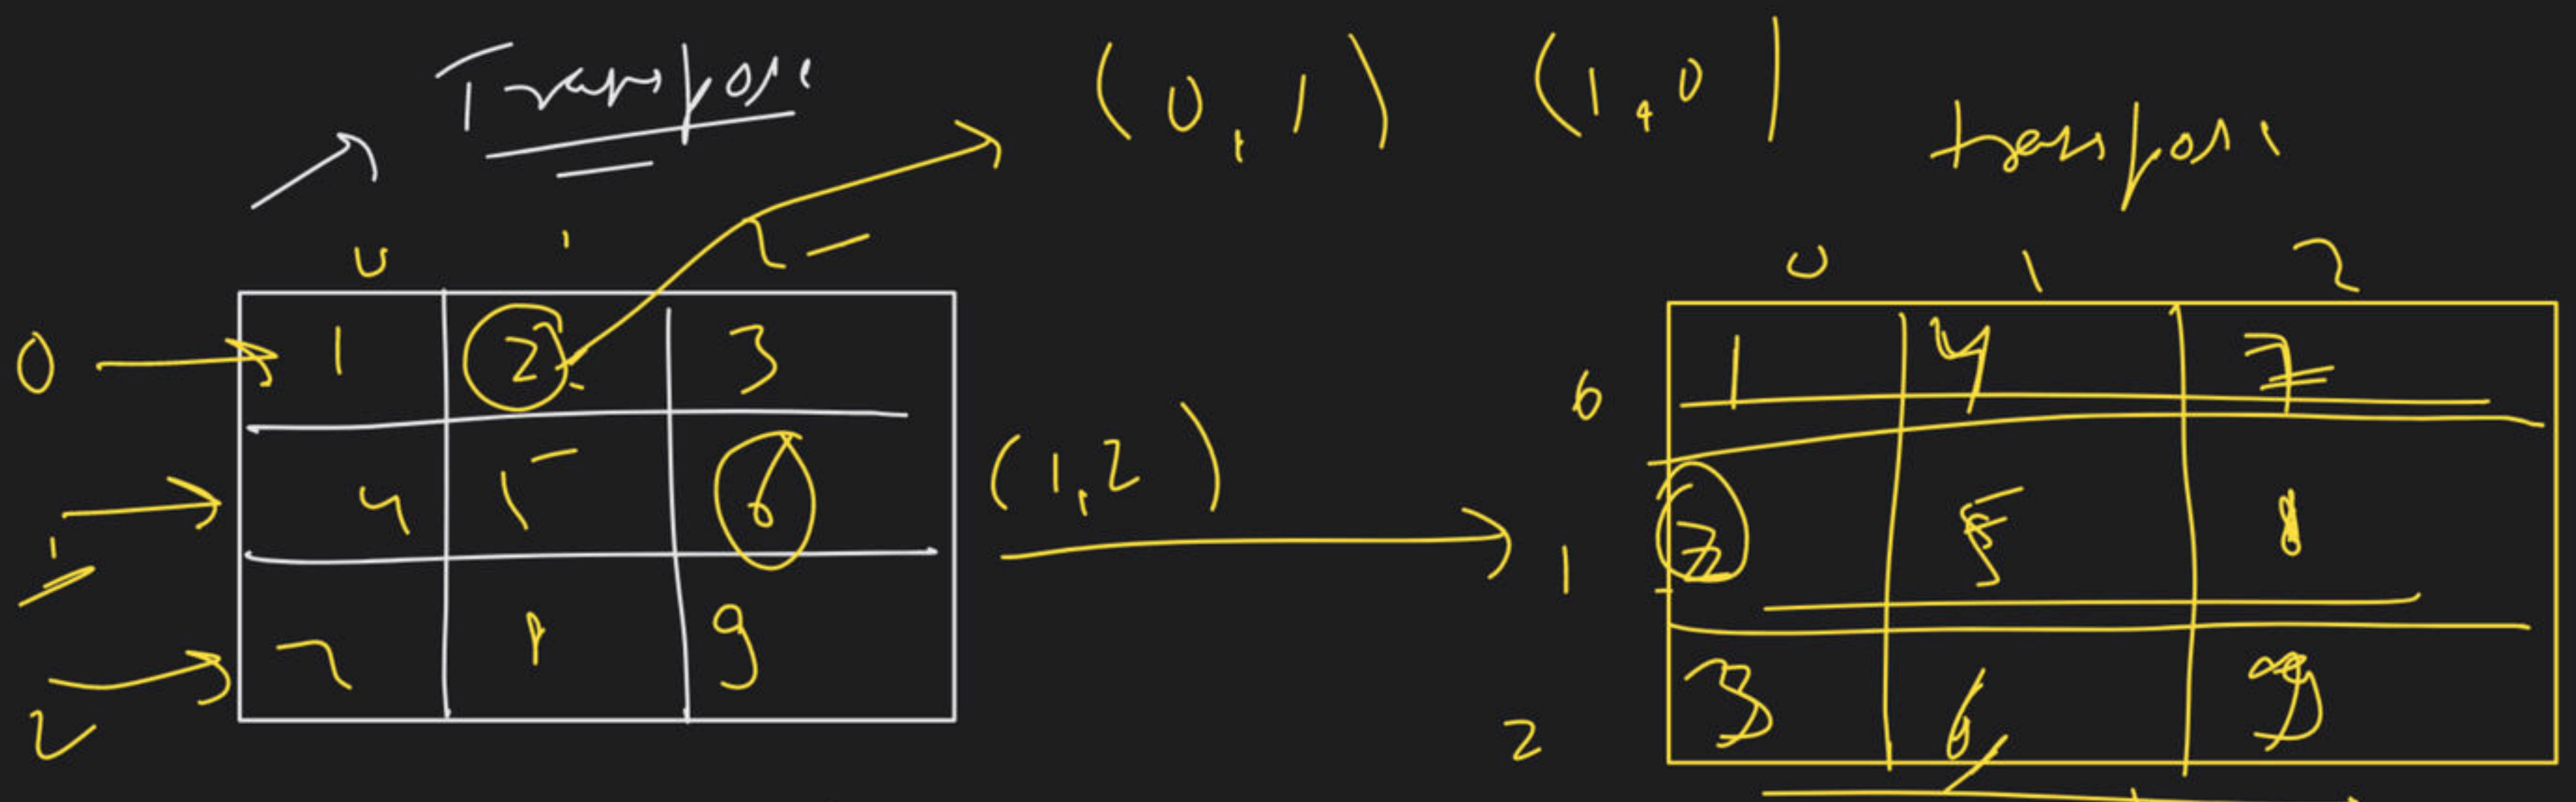 Transpose (0,1) (1,0)
transpose
0 1 2
0 1 2
0 1 2 3
0 1 4 7
1 4 5 6 (1,2)
1 2 5 8
2 7 8 9
2 3 6 9